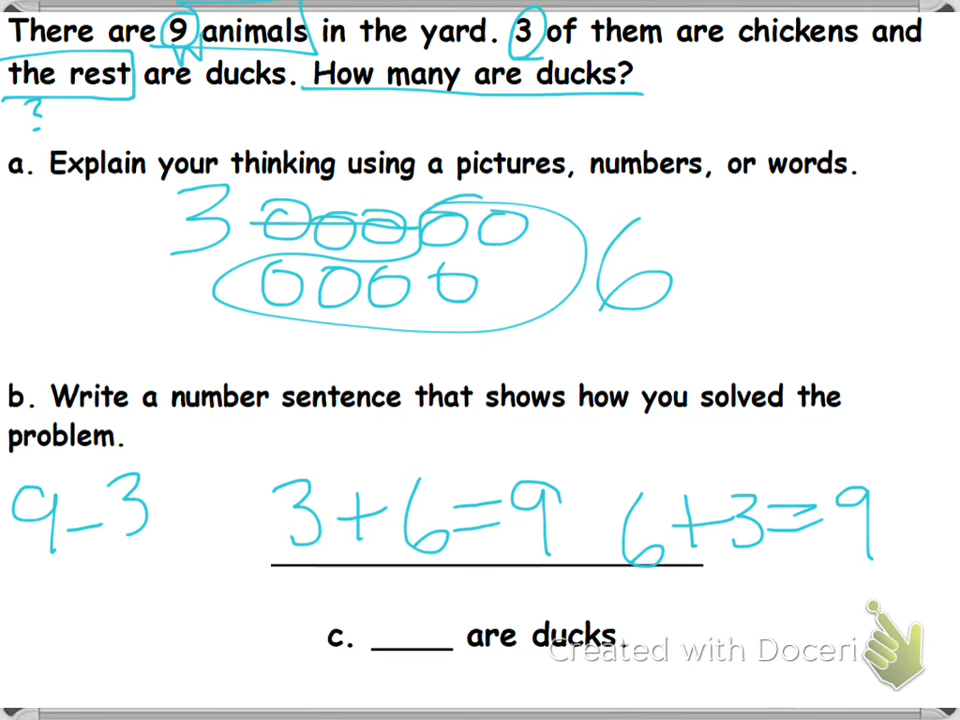 There are 9 animals in the yard. 3 of them are chickens and
the rest are ducks. How many are ducks?
?
a. Explain your thinking using a pictures, numbers, or words.
3 6
b. Write a number sentence that shows how you solved the
problem.
9-3 3+6=9 6+3=9
c. ____ are ducks.
Created with Doceri